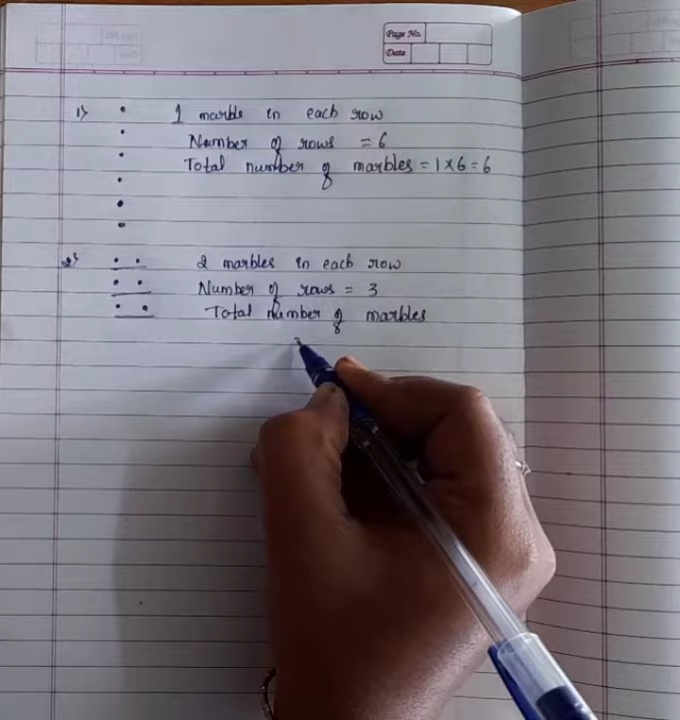 Page No.
Date
1) 1 marble in each row
Number of rows = 6
Total number of marbles = 1 × 6 = 6
2) 2 marbles in each row
Number of rows = 3
Total number of marbles